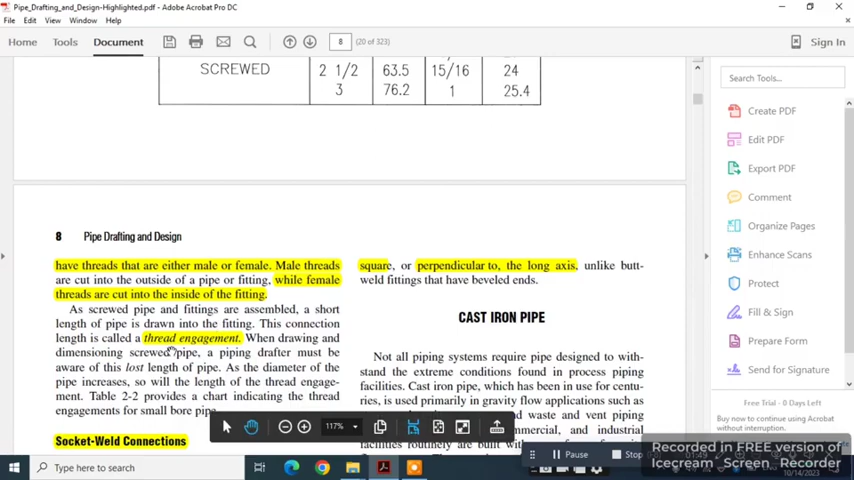 Pipe_Drafting_and_Design-Highlighted.pdf - Adobe Acrobat Pro DC
File Edit View Window Help
Home Tools Document 8 (20 of 323) Sign In
SCREWED 2 1/2 63.5 15/16 24
3 76.2 1 25.4
8 Pipe Drafting and Design
have threads that are either male or female. Male threads
are cut into the outside of a pipe or fitting, while female
threads are cut into the inside of the fitting.
As screwed pipe and fittings are assembled, a short
length of pipe is drawn into the fitting. This connection
length is called a thread engagement. When drawing and
dimensioning screwed pipe, a piping drafter must be
aware of this lost length of pipe. As the diameter of the
pipe increases, so will the length of the thread engage-
ment. Table 2-2 provides a chart indicating the thread
engagements for small bore pipe
Socket-Weld Connections
square, or perpendicular to, the long axis, unlike butt-
weld fittings that have beveled ends.
CAST IRON PIPE
Not all piping systems require pipe designed to with-
stand the extreme conditions found in process piping
facilities. Cast iron pipe, which has been in use for centu-
ries, is used primarily in gravity flow applications such as
nd waste and vent piping
mmercial, and industrial
facilities routinely are built
117%
Search Tools...
Create PDF
Edit PDF
Export PDF
Comment
Organize Pages
Enhance Scans
Protect
Fill & Sign
Prepare Form
Send for Signature
Free Trial - 0 Days Left
Buy now to continue using Acrobat
without interruption.
Pause Stop 01:49
Recorded in FREE version of
Icecream Screen Recorder
Type here to search
10/14/2023